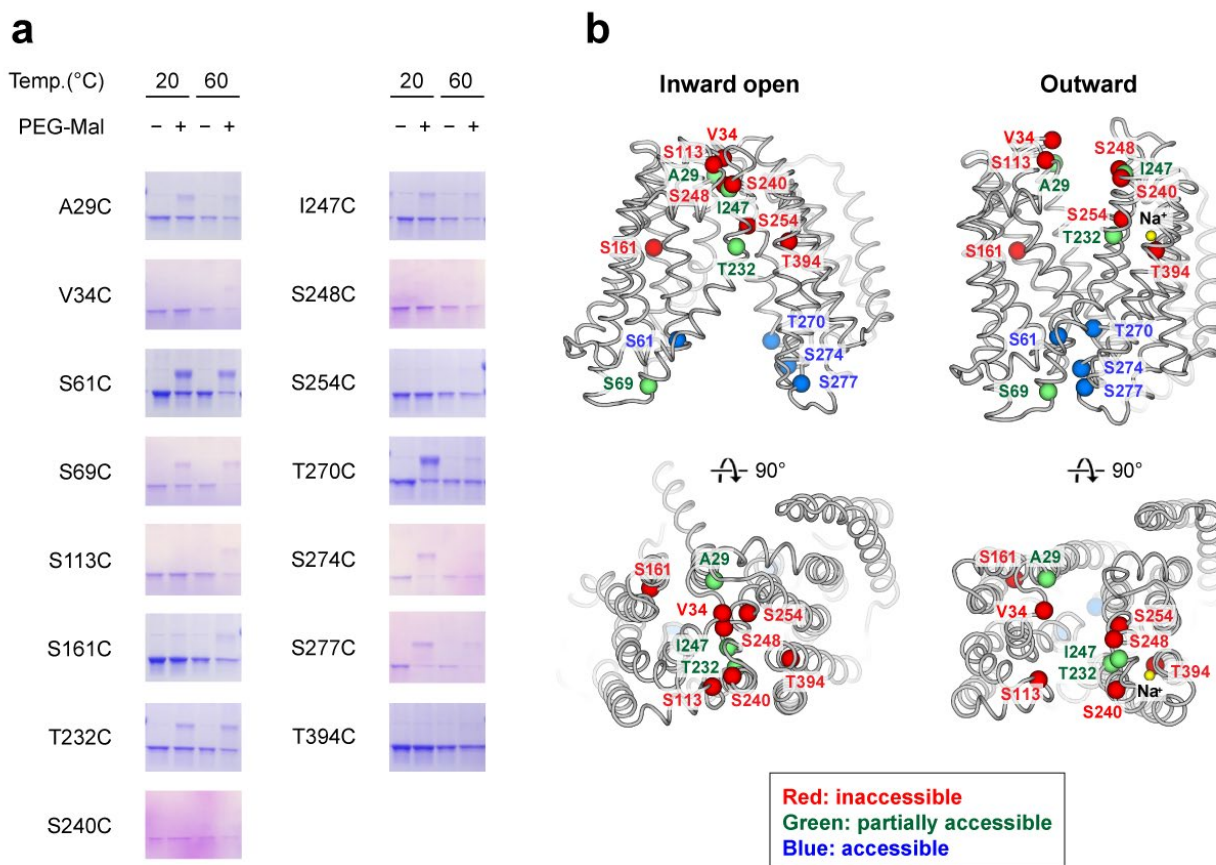 a
Temp.(°C) 20 60
PEG-Mal − + − +
A29C
V34C
S61C
S69C
S113C
S161C
T232C
S240C
20 60
− + − +
I247C
S248C
S254C
T270C
S274C
S277C
T394C
b
Inward open
V34
S113
A29
S240
S248
I247
S254
S161
T232
T394
S61
T270
S274
S69
S277
Outward
V34
S113
S248
A29
I247
S240
S254
Na+
S161
T232
T394
S61
T270
S274
S69
S277
90°
90°
A29
S161
V34
S254
I247
S248
T232
T394
S113
S240
S161
A29
V34
S254
S248
I247
T232
T394
S113
Na+
S240
Red: inaccessible
Green: partially accessible
Blue: accessible